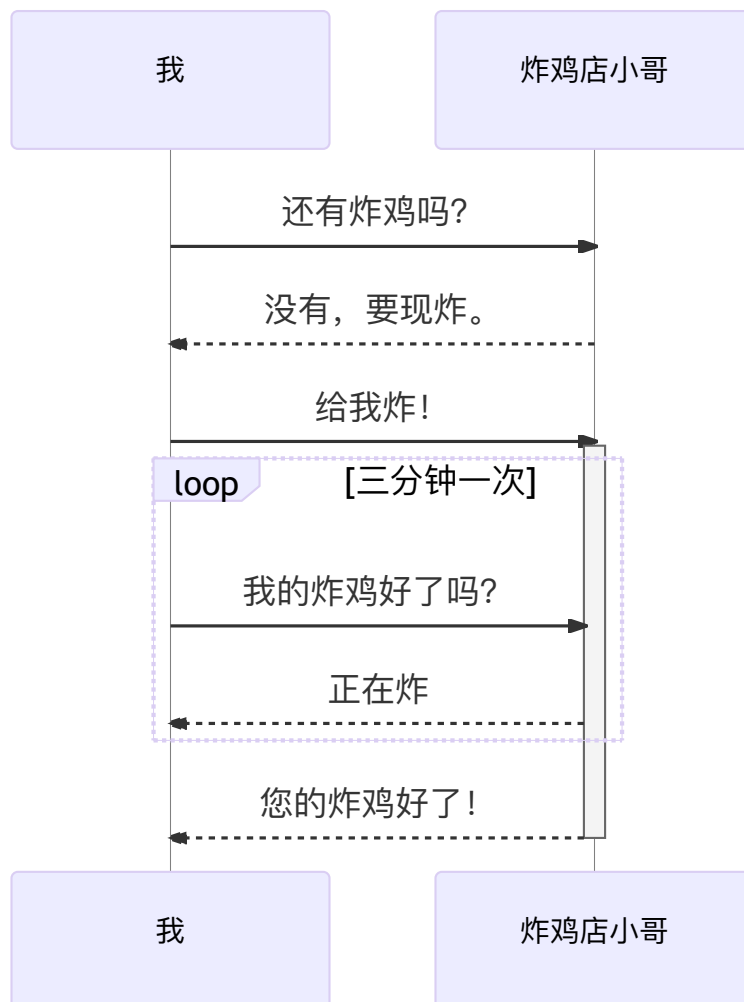 我
炸鸡店小哥
还有炸鸡吗？
没有，要现炸。
给我炸！
loop
[三分钟一次]
我的炸鸡好了吗？
正在炸
您的炸鸡好了！
我
炸鸡店小哥